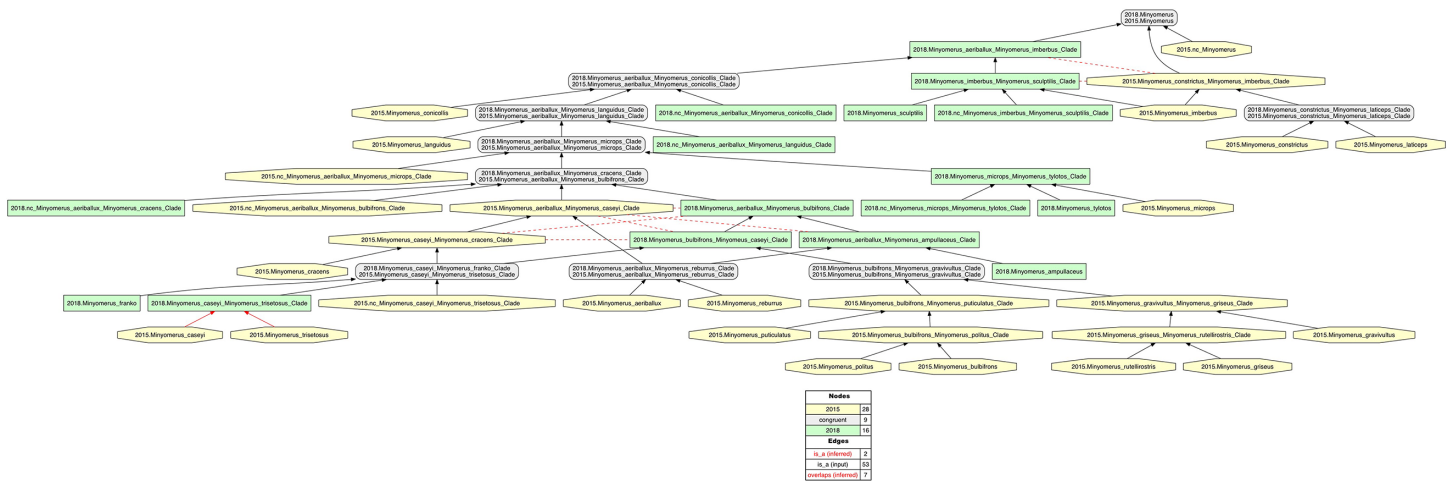 2018.Minyomerus
2015.Minyomerus
2018.Minyomerus_aeriballux_Minyomerus_imberbus_Clade
2015.nc_Minyomerus
2018.Minyomerus_aeriballux_Minyomerus_conicollis_Clade
2015.Minyomerus_aeriballux_Minyomerus_conicollis_Clade
2018.Minyomerus_imberbus_Minyomerus_sculptilis_Clade
2015.Minyomerus_constrictus_Minyomerus_imberbus_Clade
2015.Minyomerus_conicollis
2018.Minyomerus_aeriballux_Minyomerus_languidus_Clade
2015.Minyomerus_aeriballux_Minyomerus_languidus_Clade
2018.nc_Minyomerus_aeriballux_Minyomerus_conicollis_Clade
2018.Minyomerus_sculptilis
2018.nc_Minyomerus_imberbus_Minyomerus_sculptilis_Clade
2015.Minyomerus_imberbus
2018.Minyomerus_constrictus_Minyomerus_laticeps_Clade
2015.Minyomerus_constrictus_Minyomerus_laticeps_Clade
2015.Minyomerus_languidus
2018.Minyomerus_aeriballux_Minyomerus_microps_Clade
2015.Minyomerus_aeriballux_Minyomerus_microps_Clade
2018.nc_Minyomerus_aeriballux_Minyomerus_languidus_Clade
2015.Minyomerus_constrictus
2015.Minyomerus_laticeps
2015.nc_Minyomerus_aeriballux_Minyomerus_microps_Clade
2018.Minyomerus_aeriballux_Minyomerus_cracens_Clade
2015.Minyomerus_aeriballux_Minyomerus_bulbifrons_Clade
2018.Minyomerus_microps_Minyomerus_tylotos_Clade
2018.nc_Minyomerus_aeriballux_Minyomerus_cracens_Clade
2015.nc_Minyomerus_aeriballux_Minyomerus_bulbifrons_Clade
2015.Minyomerus_aeriballux_Minyomerus_caseyi_Clade
2018.Minyomerus_aeriballux_Minyomerus_bulbifrons_Clade
2018.nc_Minyomerus_microps_Minyomerus_tylotos_Clade
2018.Minyomerus_tylotos
2015.Minyomerus_microps
2015.Minyomerus_caseyi_Minyomerus_cracens_Clade
2018.Minyomerus_bulbifrons_Minyomeus_caseyi_Clade
2018.Minyomerus_aeriballux_Minyomerus_ampullaceus_Clade
2015.Minyomerus_cracens
2018.Minyomerus_caseyi_Minyomerus_franko_Clade
2015.Minyomerus_caseyi_Minyomerus_trisetosus_Clade
2018.Minyomerus_aeriballux_Minyomerus_reburrus_Clade
2015.Minyomerus_aeriballux_Minyomerus_reburrus_Clade
2018.Minyomerus_bulbifrons_Minyomerus_gravivultus_Clade
2015.Minyomerus_bulbifrons_Minyomerus_gravivultus_Clade
2018.Minyomerus_ampullaceus
2018.Minyomerus_franko
2018.Minyomerus_caseyi_Minyomerus_trisetosus_Clade
2015.nc_Minyomerus_caseyi_Minyomerus_trisetosus_Clade
2015.Minyomerus_aeriballux
2015.Minyomerus_reburrus
2015.Minyomerus_bulbifrons_Minyomerus_puticulatus_Clade
2015.Minyomerus_gravivultus_Minyomerus_griseus_Clade
2015.Minyomerus_caseyi
2015.Minyomerus_trisetosus
2015.Minyomerus_puticulatus
2015.Minyomerus_bulbifrons_Minyomerus_politus_Clade
2015.Minyomerus_griseus_Minyomerus_rutellirostris_Clade
2015.Minyomerus_gravivultus
2015.Minyomerus_politus
2015.Minyomerus_bulbifrons
2015.Minyomerus_rutellirostris
2015.Minyomerus_griseus
Nodes
2015 28
congruent 9
2018 16
Edges
is_a (inferred) 2
is_a (input) 53
overlaps (inferred) 7